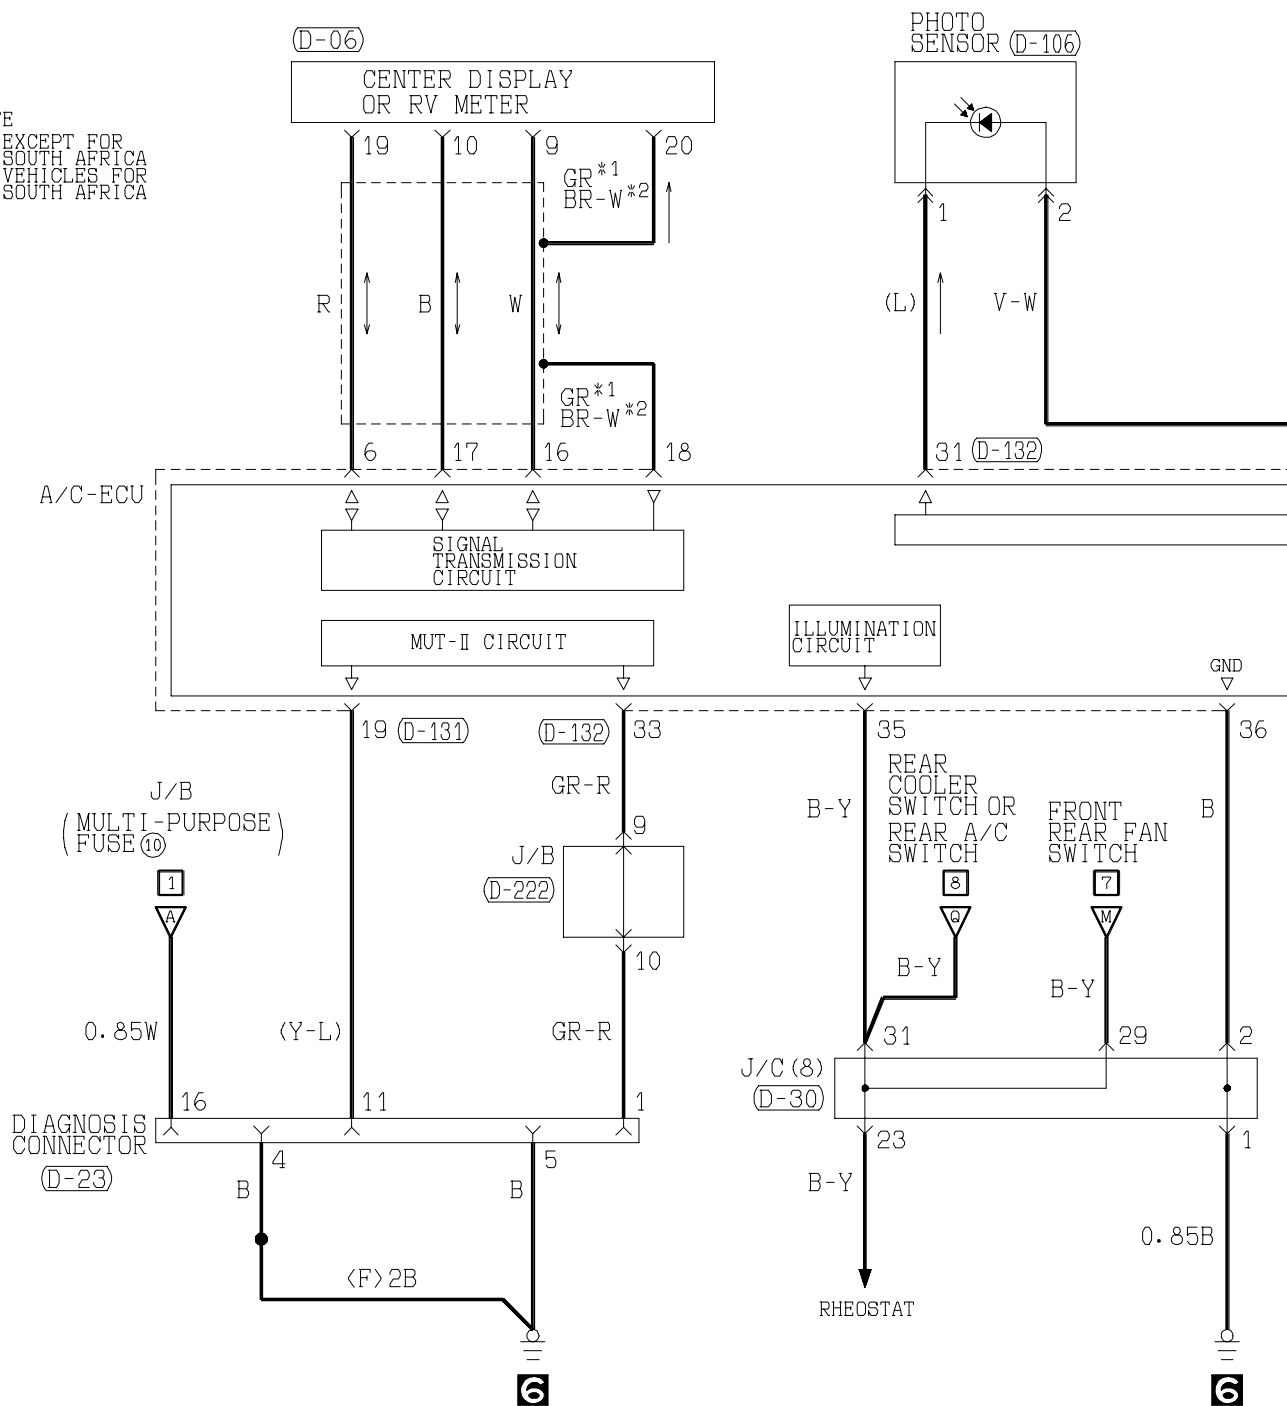 (D-06)
CENTER DISPLAY
OR RV METER
PHOTO
SENSOR (D-106)
TE
EXCEPT FOR
SOUTH AFRICA
VEHICLES FOR
SOUTH AFRICA
19
10
9
20
GR*1
BR-W*2
1
2
R
B
W
(L)
V-W
GR*1
BR-W*2
6
17
16
18
31 (D-132)
A/C-ECU
SIGNAL
TRANSMISSION
CIRCUIT
MUT-Ⅱ CIRCUIT
ILLUMINATION
CIRCUIT
GND
19 (D-131)
(D-132) 33
35
36
J/B
(MULTI-PURPOSE
FUSE⑩)
GR-R
B-Y
REAR
COOLER
SWITCH OR
REAR A/C
SWITCH
FRONT
REAR FAN
SWITCH
B
9
J/B
(D-222)
1
A
8
Q
7
M
10
B-Y
B-Y
0.85W
(Y-L)
GR-R
31
29
2
J/C(8)
(D-30)
16
11
1
DIAGNOSIS
CONNECTOR
(D-23)
4
5
23
1
B
B
B-Y
0.85B
〈F〉2B
RHEOSTAT
6
6